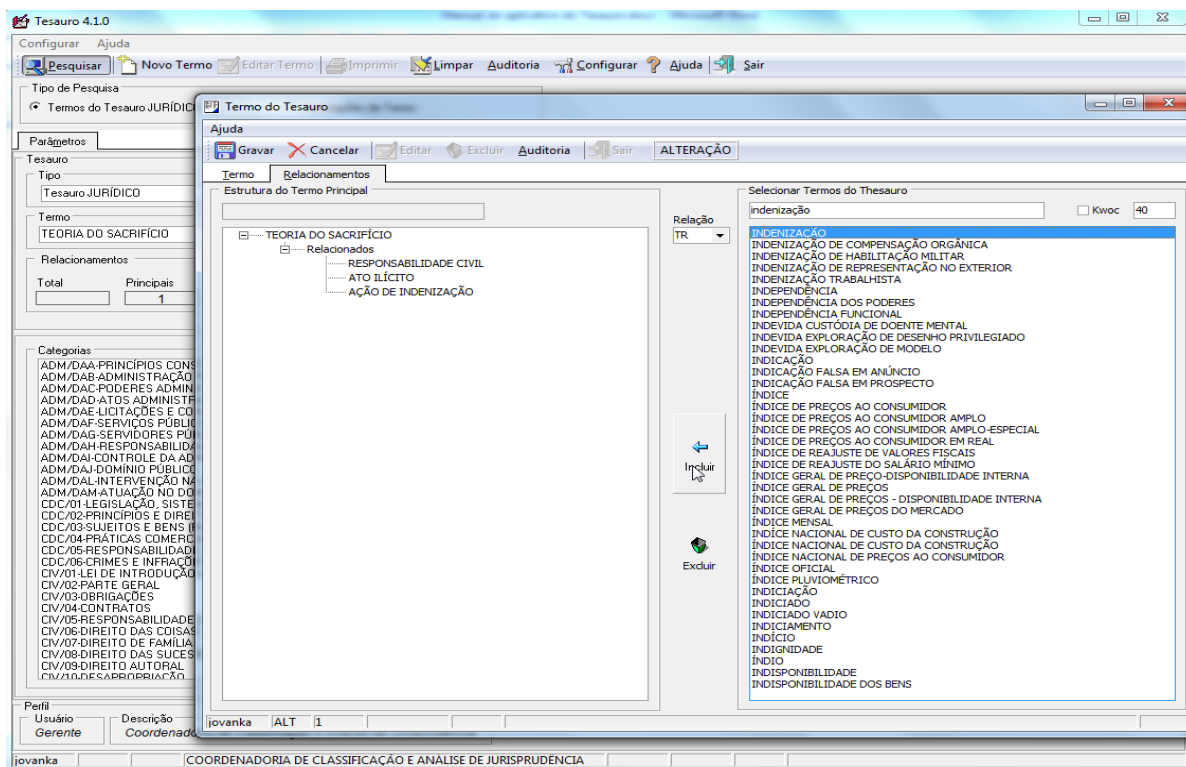 Tesauro 4.1.0
Configurar Ajuda
Pesquisar Novo Termo Editar Termo Imprimir Limpar Auditoria Configurar Ajuda Sair
Tipo de Pesquisa
Termos do Tesauro JURÍDIC
Parâmetros
Tesauro
Tipo
Tesauro JURÍDICO
Termo
TEORIA DO SACRIFÍCIO
Relacionamentos
Total Principais
1
Categorias
ADM/DAA-PRINCÍPIOS CONS
ADM/DAB-ADMINISTRAÇÃO
ADM/DAC-PODERES ADMIN
ADM/DAD-ATOS ADMINISTR
ADM/DAE-LICITAÇÕES E CO
ADM/DAF-SERVIÇOS PÚBLIC
ADM/DAG-SERVIDORES PÚ
ADM/DAH-RESPONSABILIDA
ADM/DAI-CONTROLE DA AD
ADM/DAJ-DOMÍNIO PÚBLICO
ADM/DAL-INTERVENÇÃO NA
ADM/DAM-ATUAÇÃO NO DO
CDC/01-LEGISLAÇÃO, SISTE
CDC/02-PRINCÍPIOS E DIREI
CDC/03-SUJEITOS E BENS (
CDC/04-PRÁTICAS COMERC
CDC/05-RESPONSABILIDADI
CDC/06-CRIMES E INFRAÇÕ
CIV/01-LEI DE INTRODUÇÃO
CIV/02-PARTE GERAL
CIV/03-OBRIGAÇÕES
CIV/04-CONTRATOS
CIV/05-RESPONSABILIDADE
CIV/06-DIREITO DAS COISAS
CIV/07-DIREITO DE FAMÍLIA
CIV/08-DIREITO DAS SUCES
CIV/09-DIREITO AUTORAL
CIV/10-DESAPROPRIAÇÃO
Perfil
Usuário Descrição
Gerente Coordenado
jovanka COORDENADORIA DE CLASSIFICAÇÃO E ANÁLISE DE JURISPRUDÊNCIA
Termo do Tesauro
Ajuda
Gravar Cancelar Editar Excluir Auditoria Sair ALTERAÇÃO
Termo Relacionamentos
Estrutura do Termo Principal
TEORIA DO SACRIFÍCIO
Relacionados
RESPONSABILIDADE CIVIL
ATO ILÍCITO
AÇÃO DE INDENIZAÇÃO
Relação
TR
Incluir
Excluir
Selecionar Termos do Thesauro
indenização Kwoc 40
INDENIZAÇÃO
INDENIZAÇÃO DE COMPENSAÇÃO ORGÂNICA
INDENIZAÇÃO DE HABILITAÇÃO MILITAR
INDENIZAÇÃO DE REPRESENTAÇÃO NO EXTERIOR
INDENIZAÇÃO TRABALHISTA
INDEPENDÊNCIA
INDEPENDÊNCIA DOS PODERES
INDEPENDÊNCIA FUNCIONAL
INDEVIDA CUSTÓDIA DE DOENTE MENTAL
INDEVIDA EXPLORAÇÃO DE DESENHO PRIVILEGIADO
INDEVIDA EXPLORAÇÃO DE MODELO
INDICAÇÃO
INDICAÇÃO FALSA EM ANÚNCIO
INDICAÇÃO FALSA EM PROSPECTO
ÍNDICE
ÍNDICE DE PREÇOS AO CONSUMIDOR
ÍNDICE DE PREÇOS AO CONSUMIDOR AMPLO
ÍNDICE DE PREÇOS AO CONSUMIDOR AMPLO-ESPECIAL
ÍNDICE DE PREÇOS AO CONSUMIDOR EM REAL
ÍNDICE DE REAJUSTE DE VALORES FISCAIS
ÍNDICE DE REAJUSTE DO SALÁRIO MÍNIMO
ÍNDICE GERAL DE PREÇO-DISPONIBILIDADE INTERNA
ÍNDICE GERAL DE PREÇOS
ÍNDICE GERAL DE PREÇOS - DISPONIBILIDADE INTERNA
ÍNDICE GERAL DE PREÇOS DO MERCADO
ÍNDICE MENSAL
INDÍCE NACIONAL DE CUSTO DA CONSTRUÇÃO
ÍNDICE NACIONAL DE CUSTO DA CONSTRUÇÃO
ÍNDICE NACIONAL DE PREÇOS AO CONSUMIDOR
ÍNDICE OFICIAL
ÍNDICE PLUVIOMÉTRICO
INDICIAÇÃO
INDICIADO
INDICIADO VADIO
INDICIAMENTO
INDÍCIO
INDIGNIDADE
ÍNDIO
INDISPONIBILIDADE
INDISPONIBILIDADE DOS BENS
jovanka ALT 1